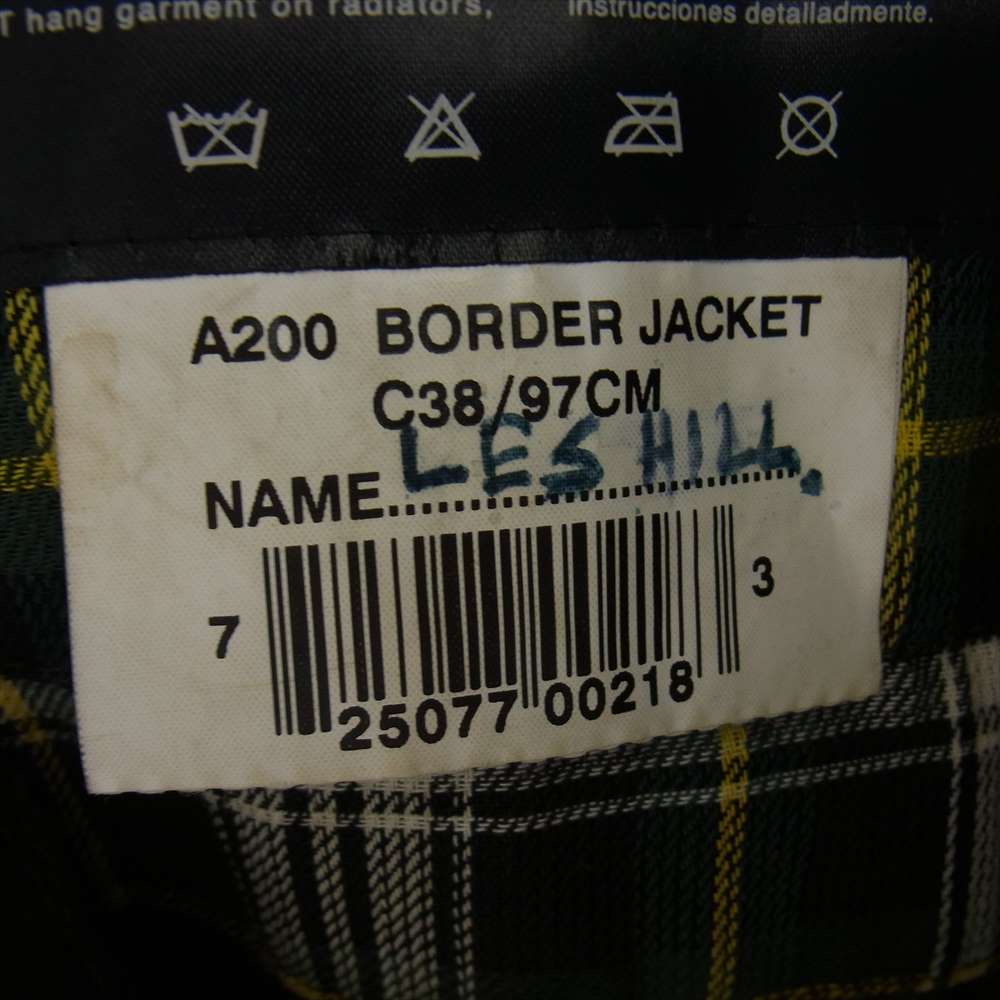 hang garment on radiators.
instrucciones detalladmente.
A200 BORDER JACKET
C38/97CM
NAME LES HILL.
7 25077 00218 3